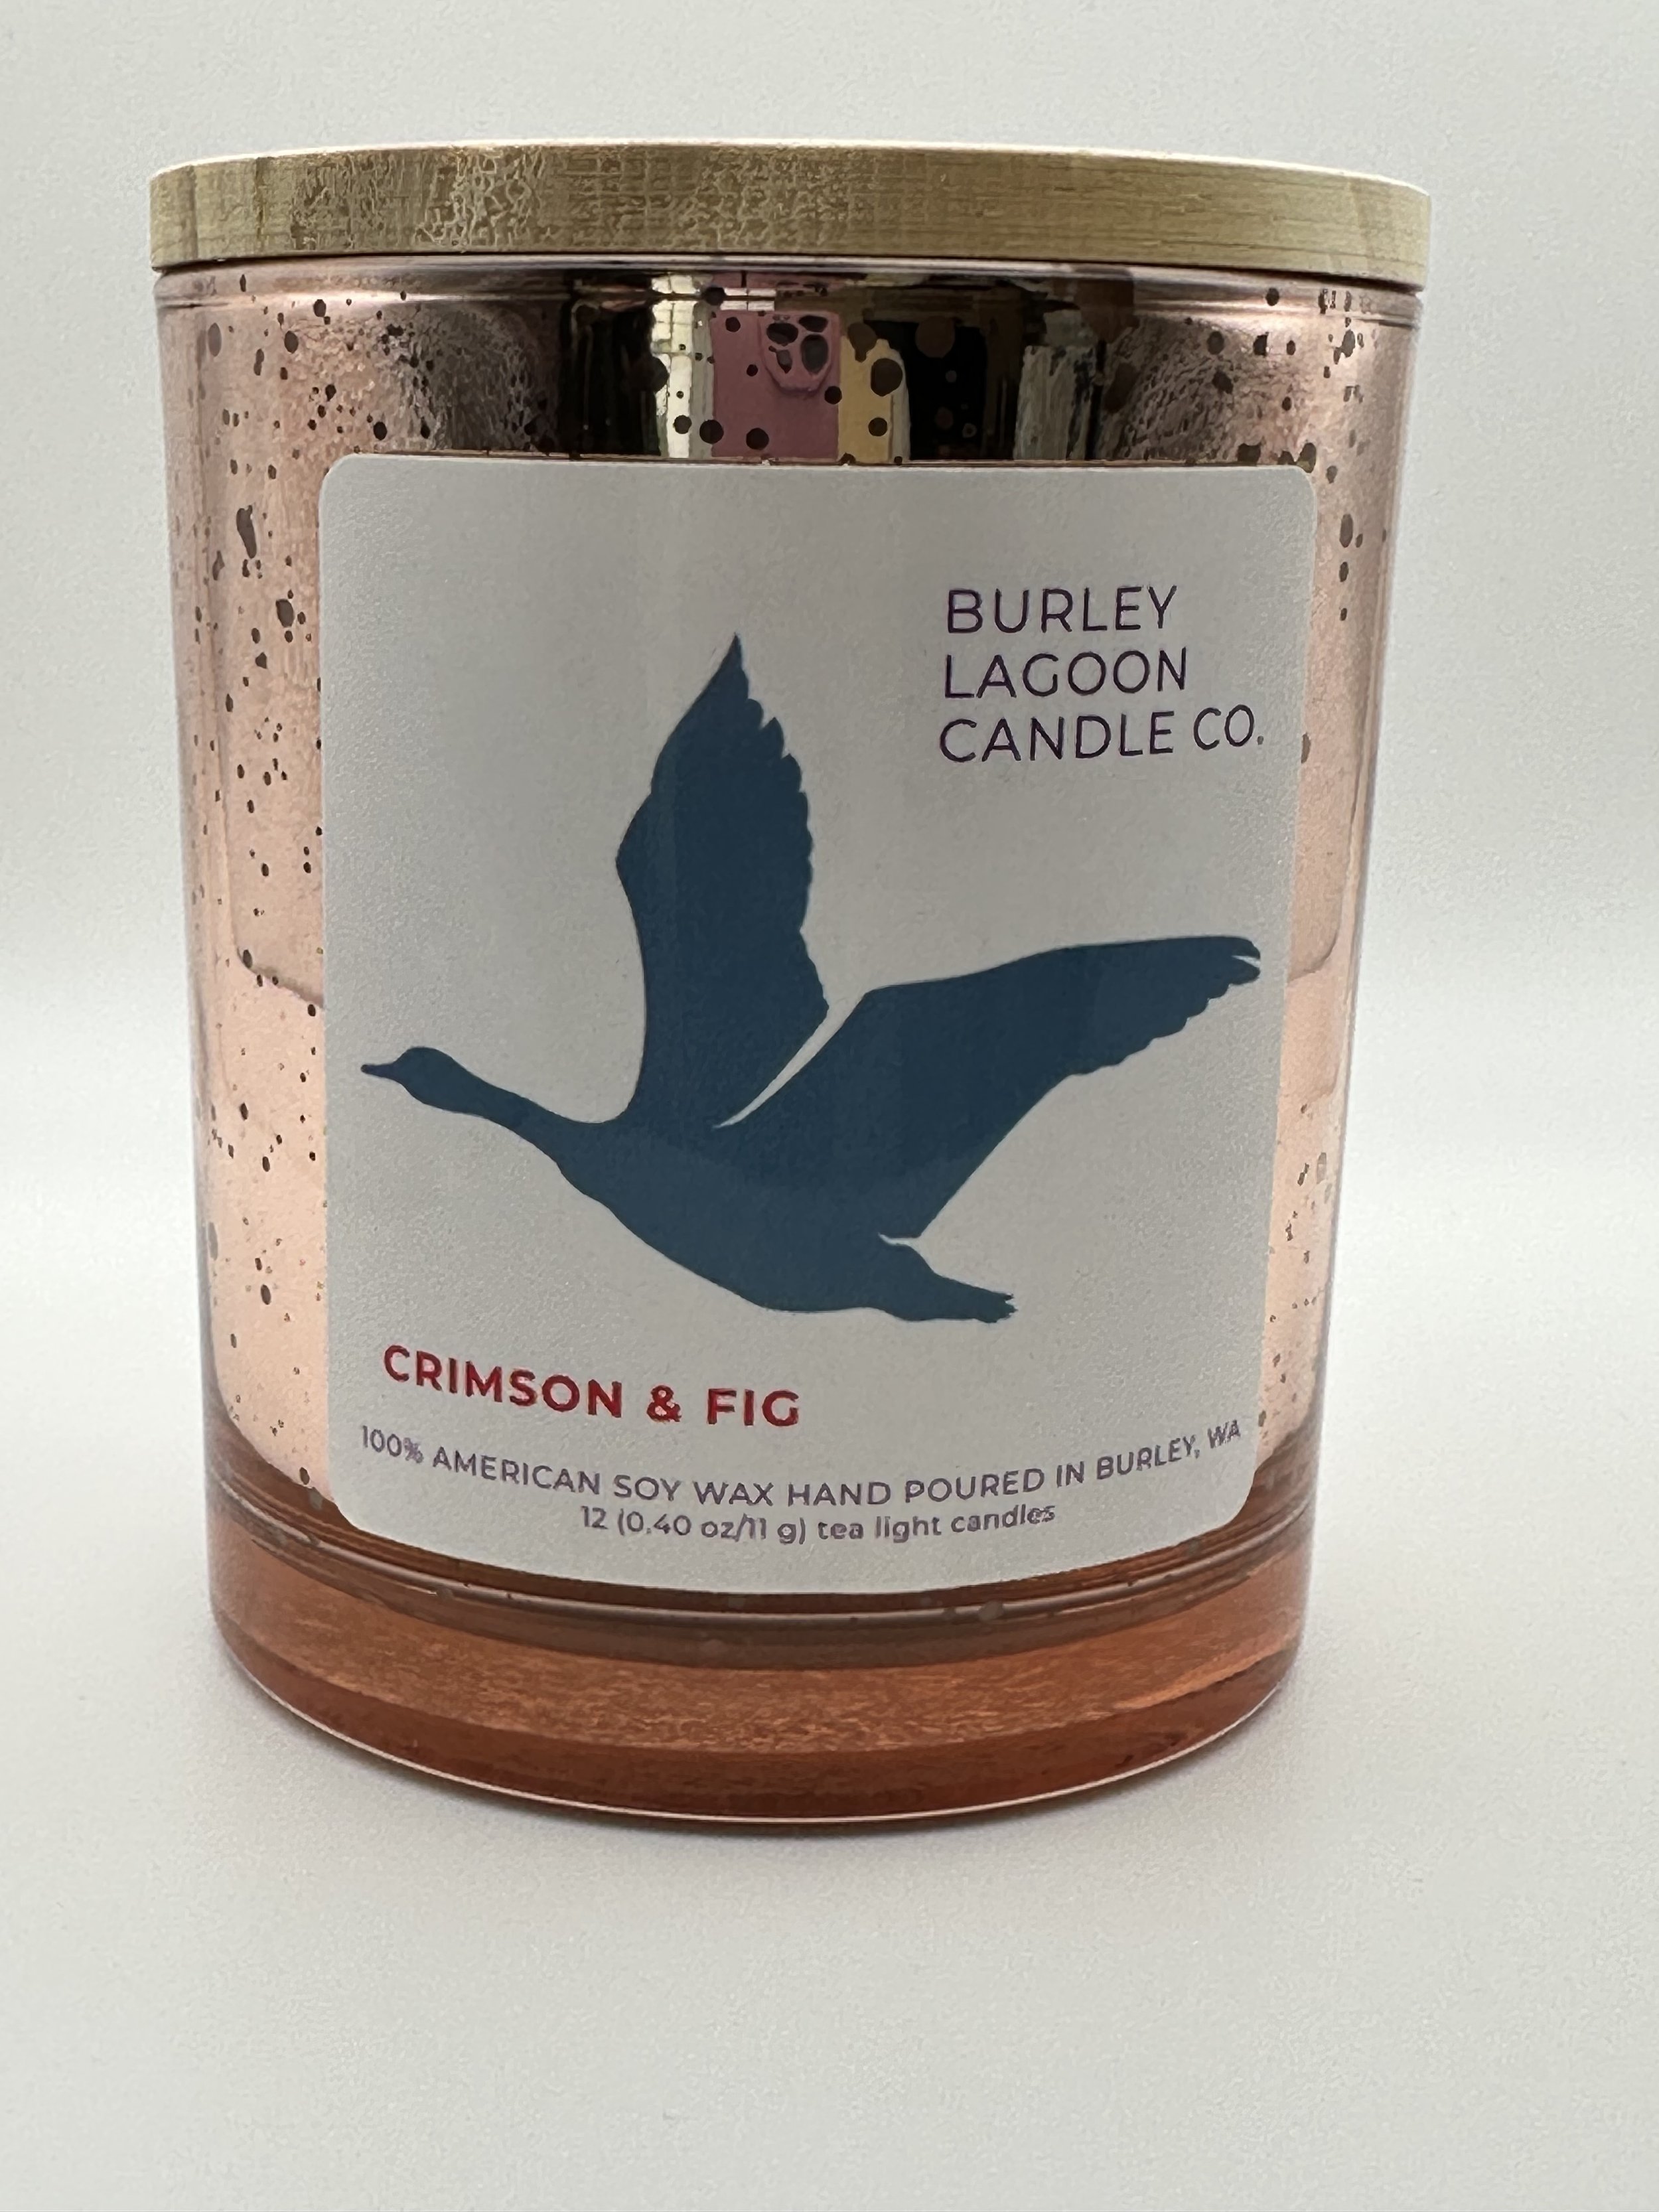 BURLEY
LAGOON
CANDLE CO.
CRIMSON & FIG
100% AMERICAN SOY WAX HAND POURED IN BURLEY, WA
12 (0.40 oz/11 g) tea light candles